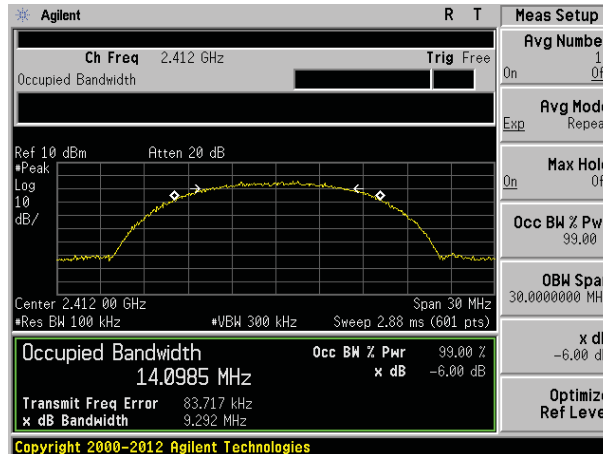 Agilent R T
Ch Freq 2.412 GHz Trig Free
Occupied Bandwidth
Ref 10 dBm Atten 20 dB
#Peak
Log
10
dB/
Center 2.412 00 GHz Span 30 MHz
#Res BW 100 kHz #VBW 300 kHz Sweep 2.88 ms (601 pts)
Occupied Bandwidth Occ BW % Pwr 99.00 %
14.0985 MHz x dB -6.00 dB
Transmit Freq Error 83.717 kHz
x dB Bandwidth 9.292 MHz
Copyright 2000-2012 Agilent Technologies
Meas Setup
Avg Numbe
1
On Of
Avg Mod
Exp Repea
Max Hol
On Of
Occ BW % Pw
99.00
OBW Spa
30.0000000 MH
x d
-6.00 d
Optimiz
Ref Leve